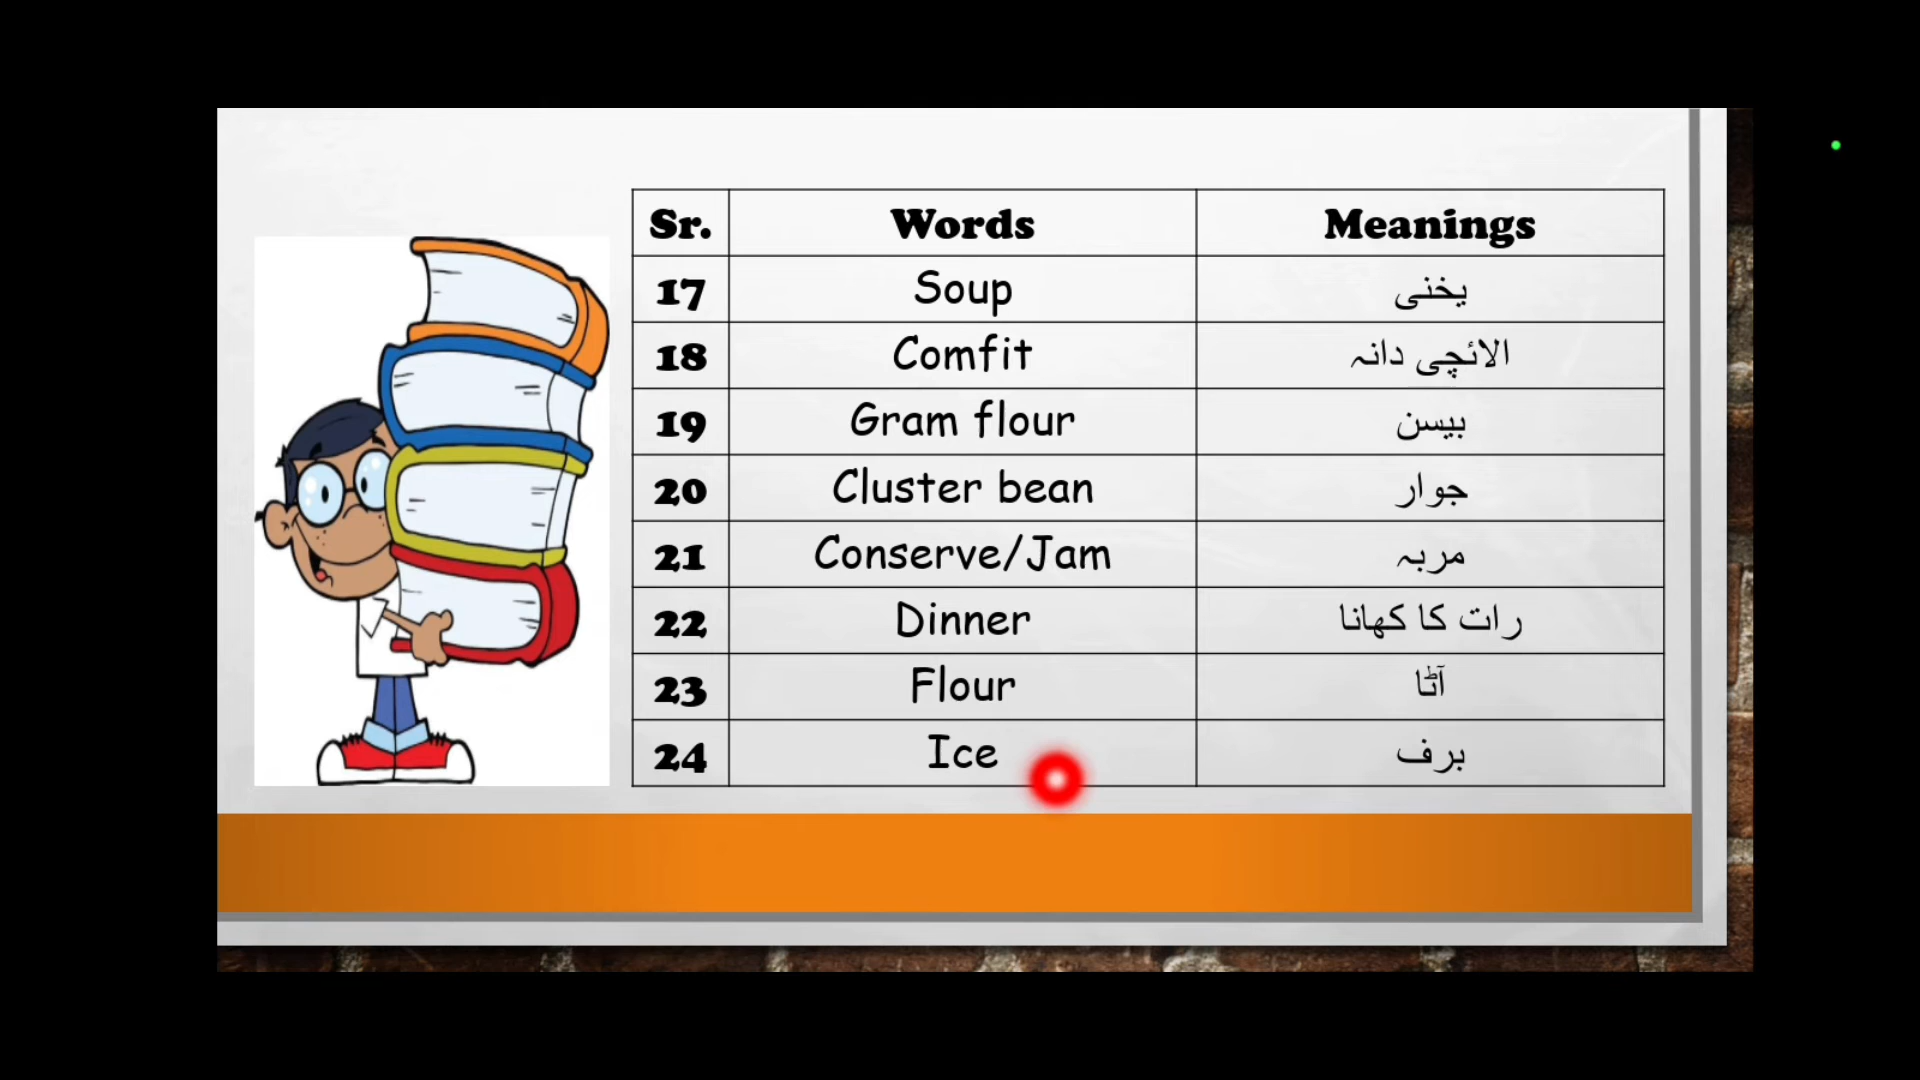 Sr. Words Meanings
17 Soup یخنی
18 Comfit الائچی دانہ
19 Gram flour بیسن
20 Cluster bean جوار
21 Conserve/Jam مربہ
22 Dinner رات کا کھانا
23 Flour آٹا
24 Ice برف